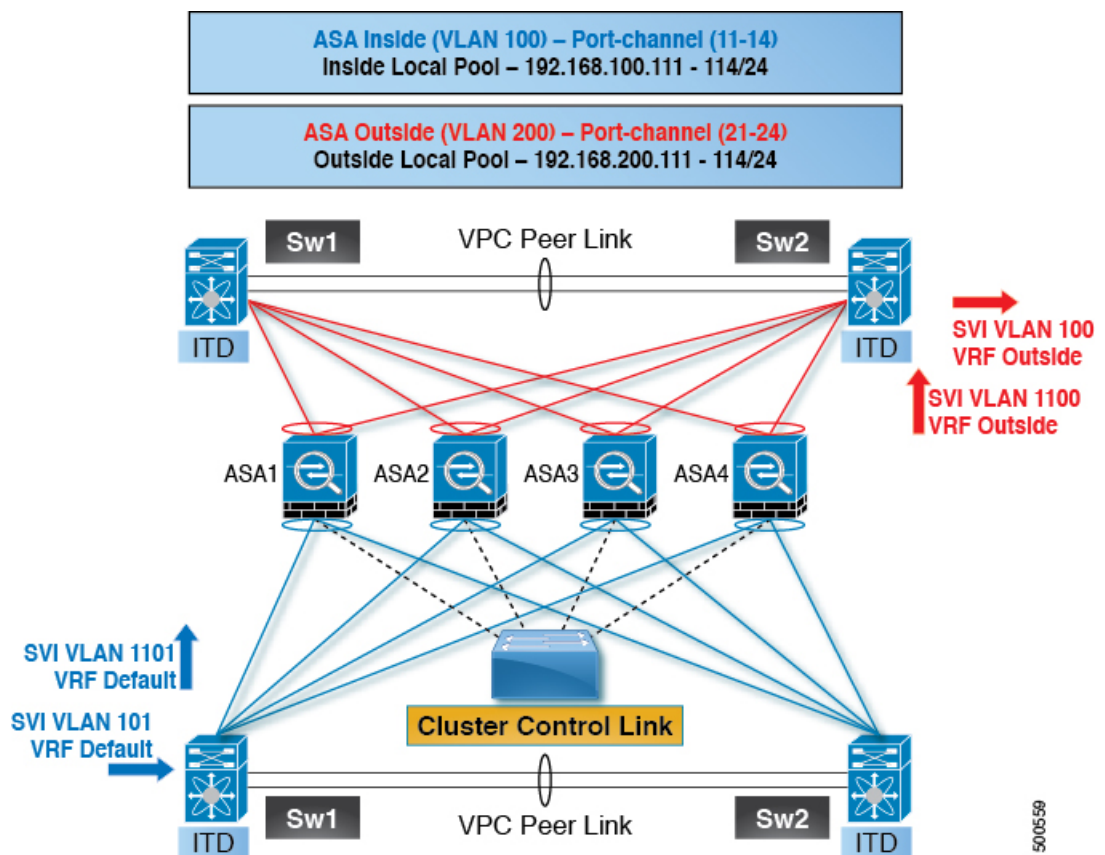 ASA Inside (VLAN 100) – Port-channel (11-14)
Inside Local Pool – 192.168.100.111 - 114/24
ASA Outside (VLAN 200) – Port-channel (21-24)
Outside Local Pool – 192.168.200.111 - 114/24
Sw1
VPC Peer Link
Sw2
ITD
ITD
SVI VLAN 100
VRF Outside
SVI VLAN 1100
VRF Outside
ASA1
ASA2
ASA3
ASA4
SVI VLAN 1101
VRF Default
SVI VLAN 101
VRF Default
Cluster Control Link
Sw1
VPC Peer Link
Sw2
ITD
ITD
500559